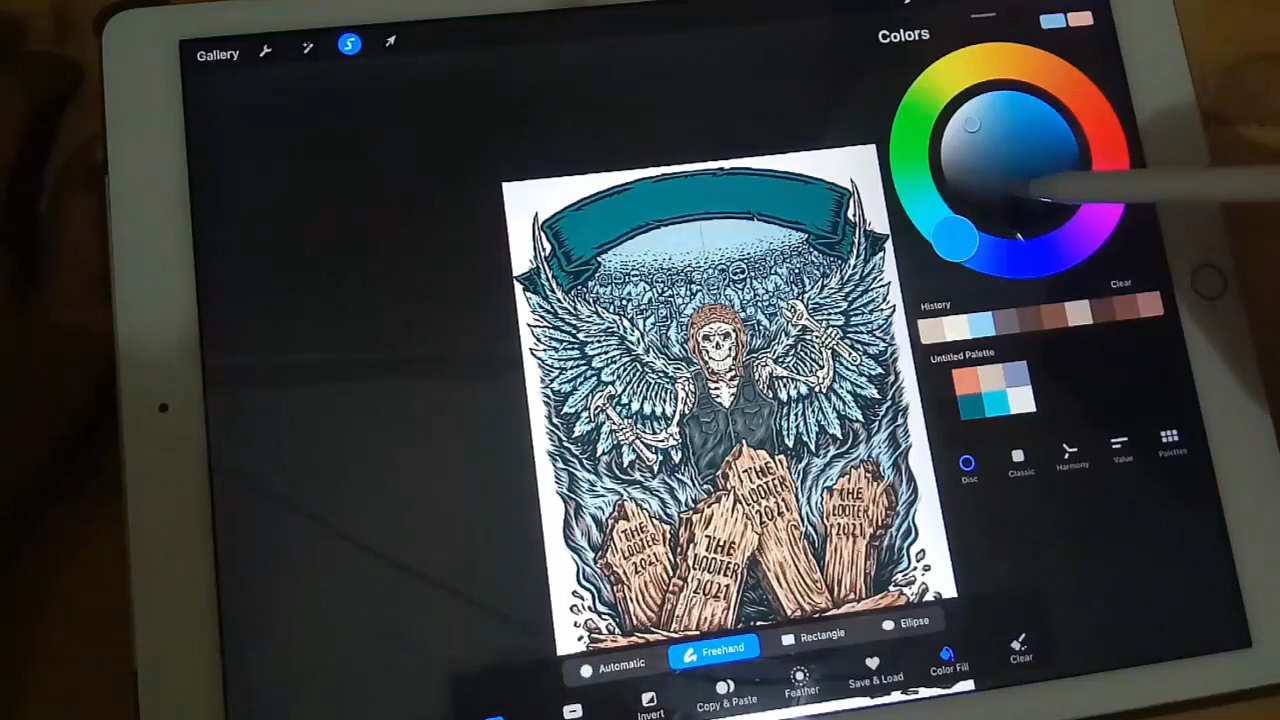 Gallery
Colors
Clear
History
Untitled Palette
Disc
Classic
Harmony
Value
Palettes
THE
LOOTER
2021
THE
LOOTER
2021
THE
LOOTER
2021
THE
LOOTER
2021
Automatic
Freehand
Rectangle
Ellipse
Invert
Copy & Paste
Feather
Save & Load
Color Fill
Clear